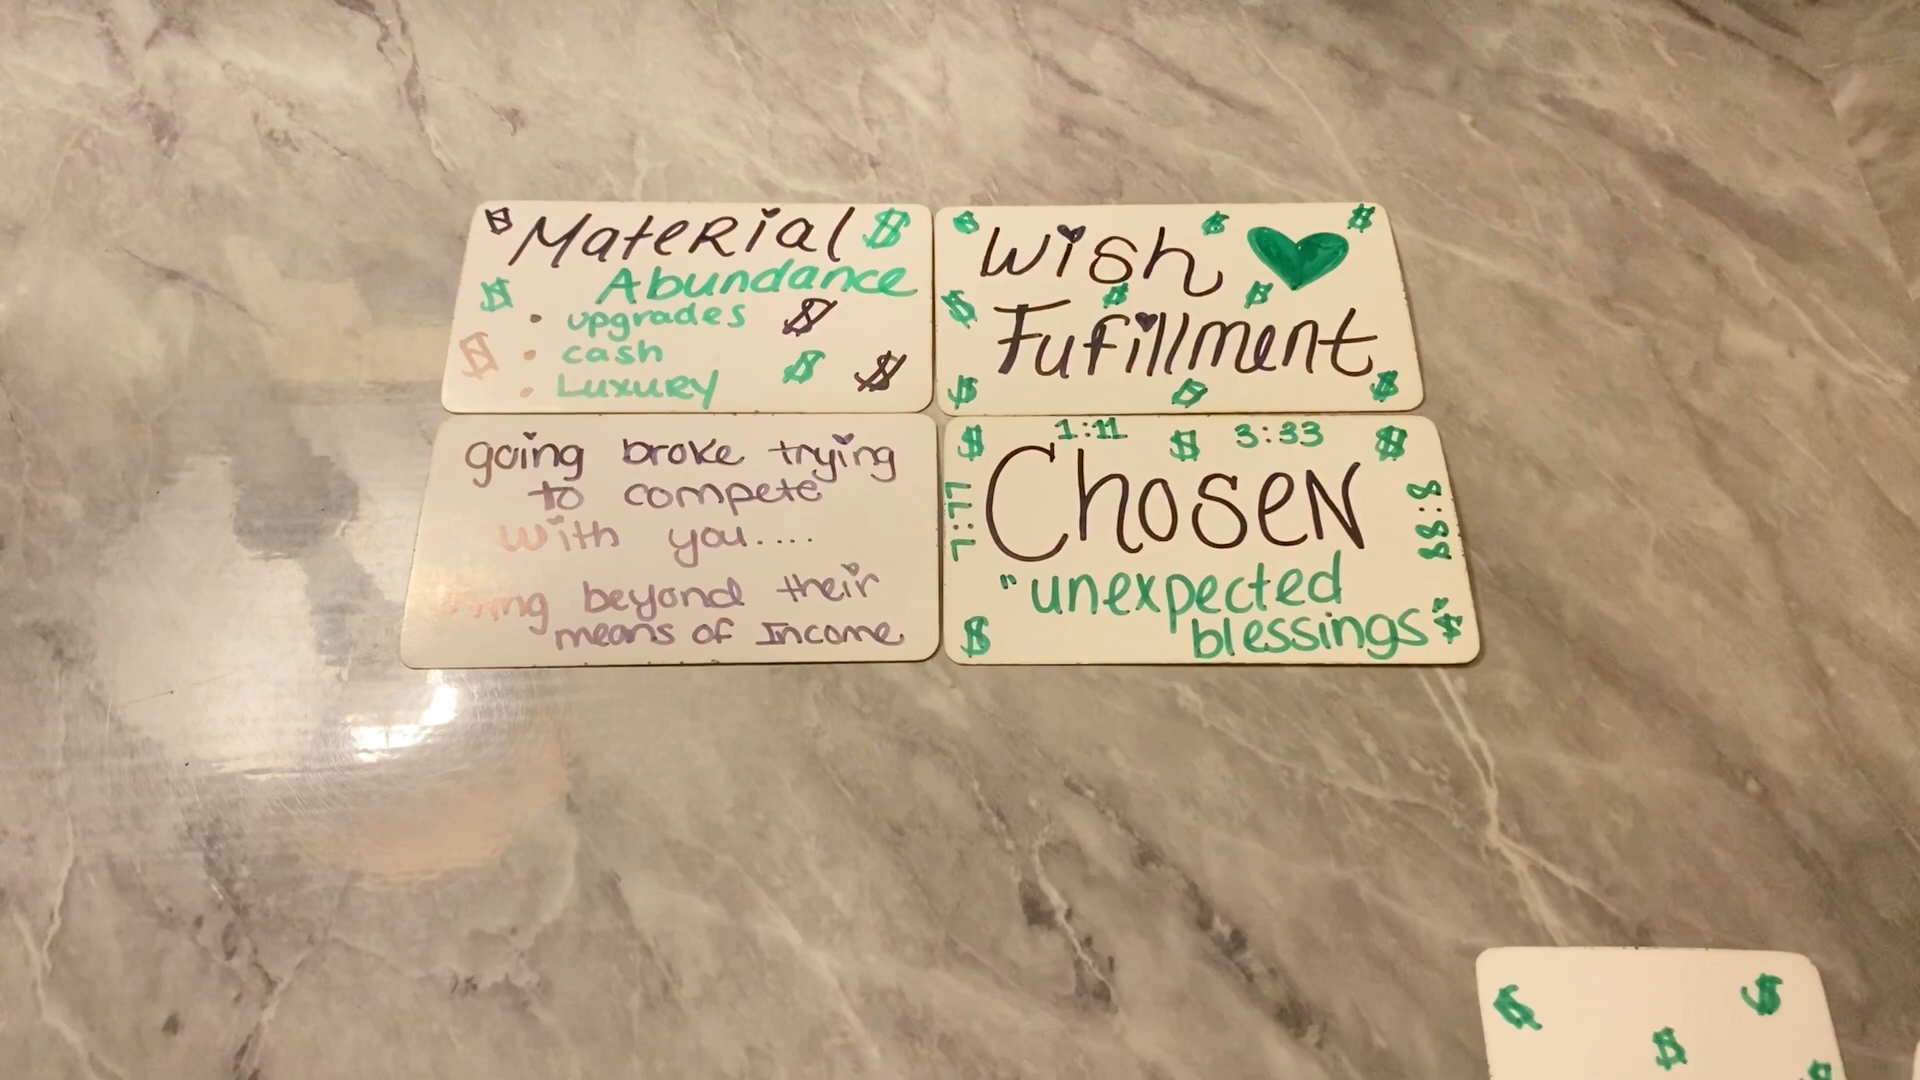 $ Material $
Abundance
$
• upgrades $
$ • cash $ $
• Luxury
$ Wish $ $
$ $ $
Fufillment
$ $ $
going broke trying
to compete
with you....
beyond their
means of Income
$ 1:11 $ 3:33 $
7:77 Chosen 8:88
"unexpected
$ blessings" $
$ $
$